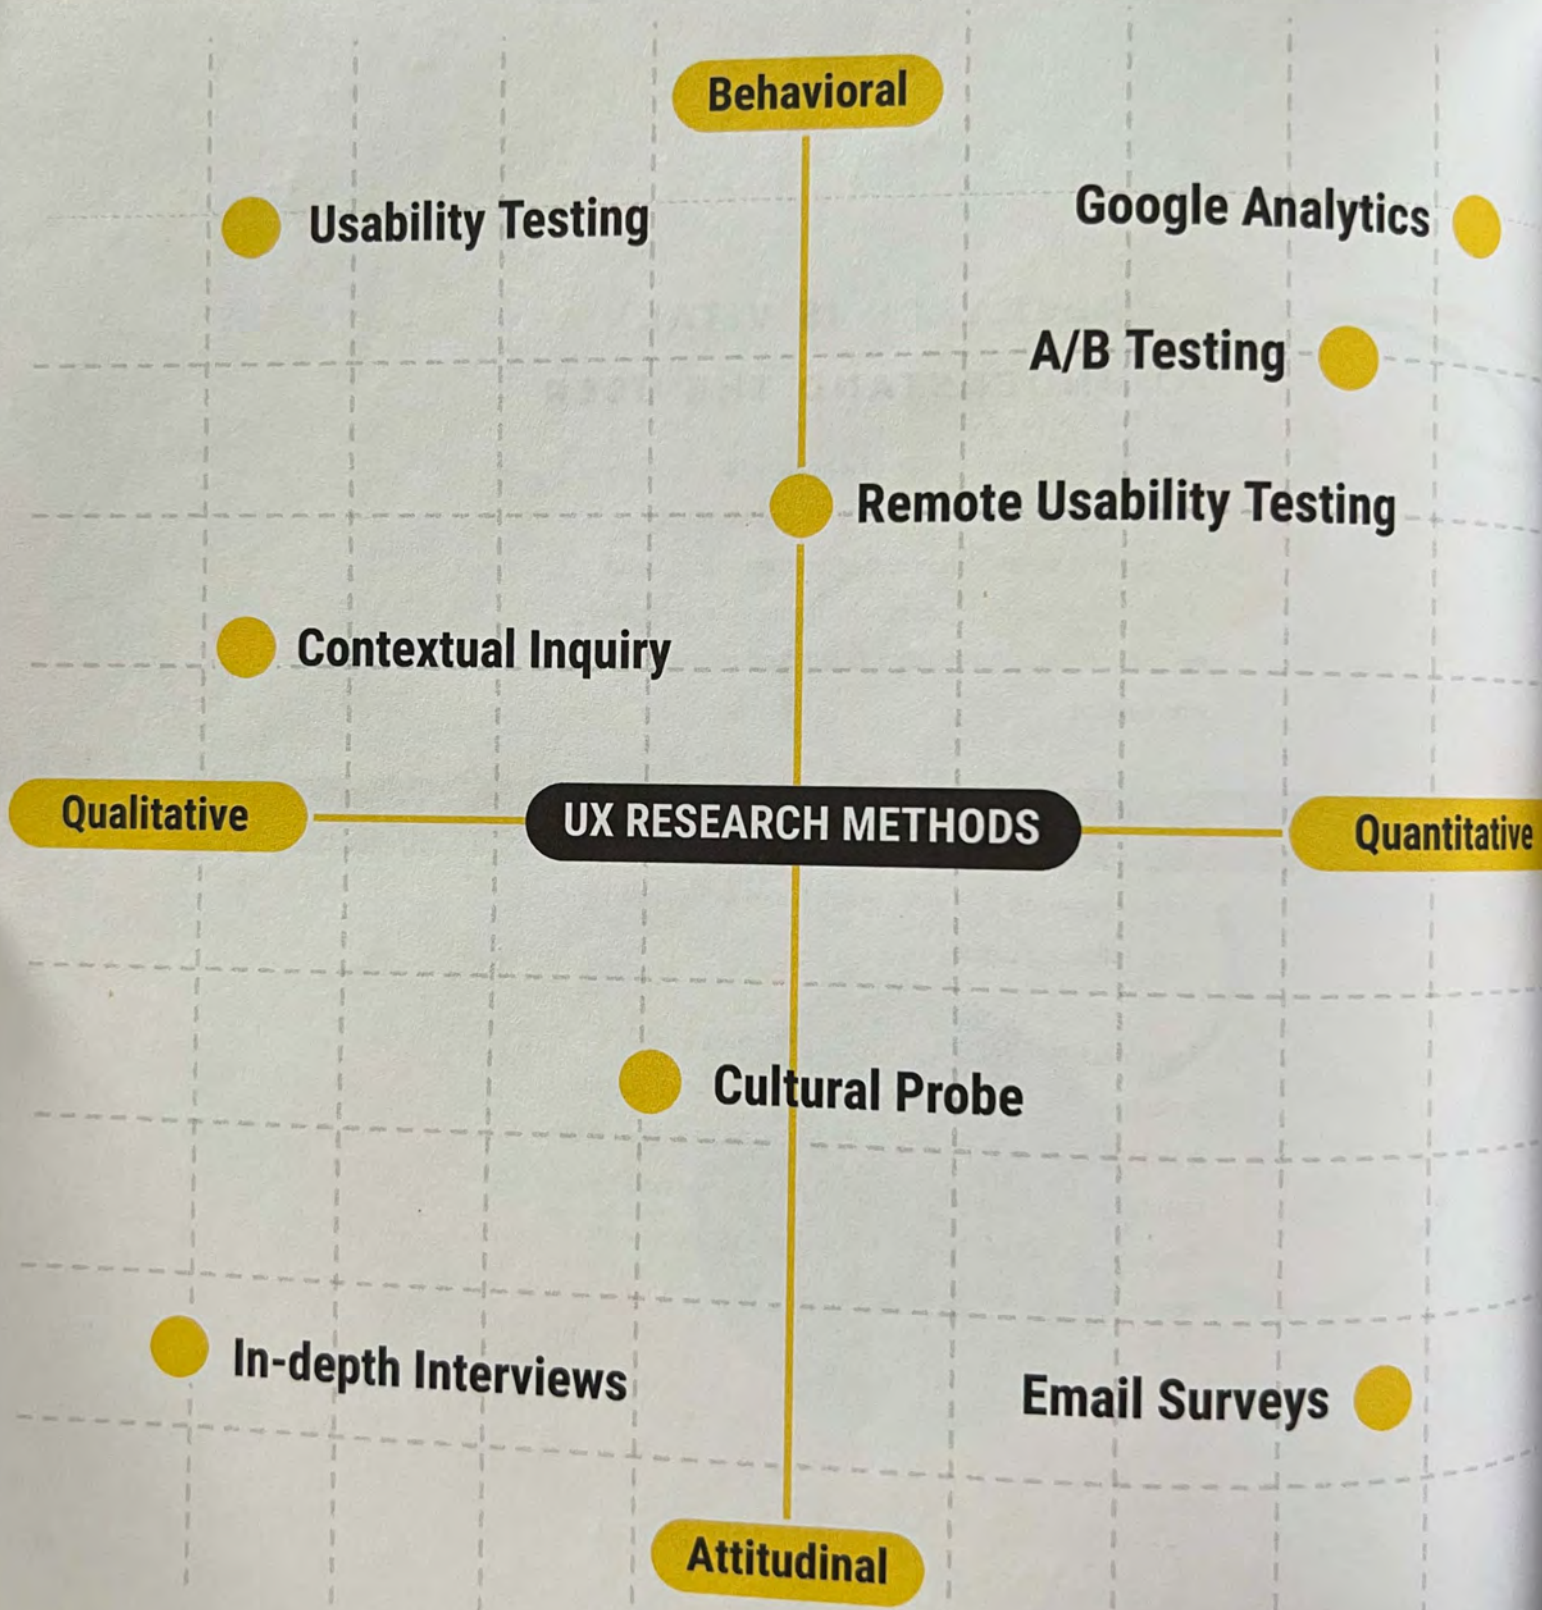 Behavioral
Usability Testing
Google Analytics
A/B Testing
Remote Usability Testing
Contextual Inquiry
Qualitative
UX RESEARCH METHODS
Quantitative
Cultural Probe
In-depth Interviews
Email Surveys
Attitudinal